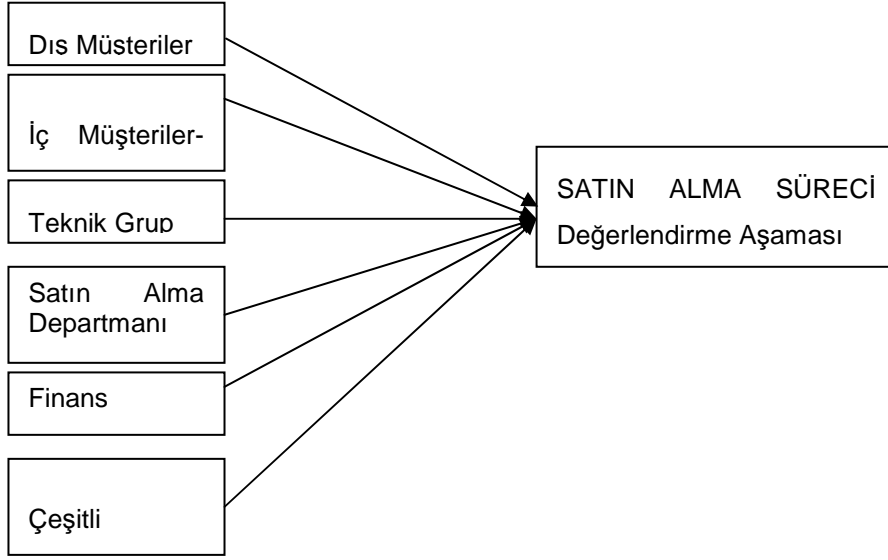 Dıs Müsteriler
İç Müşteriler-
Teknik Grup
Satın Alma
Departmanı
Finans
Çeşitli
SATIN ALMA SÜRECİ
Değerlendirme Aşaması